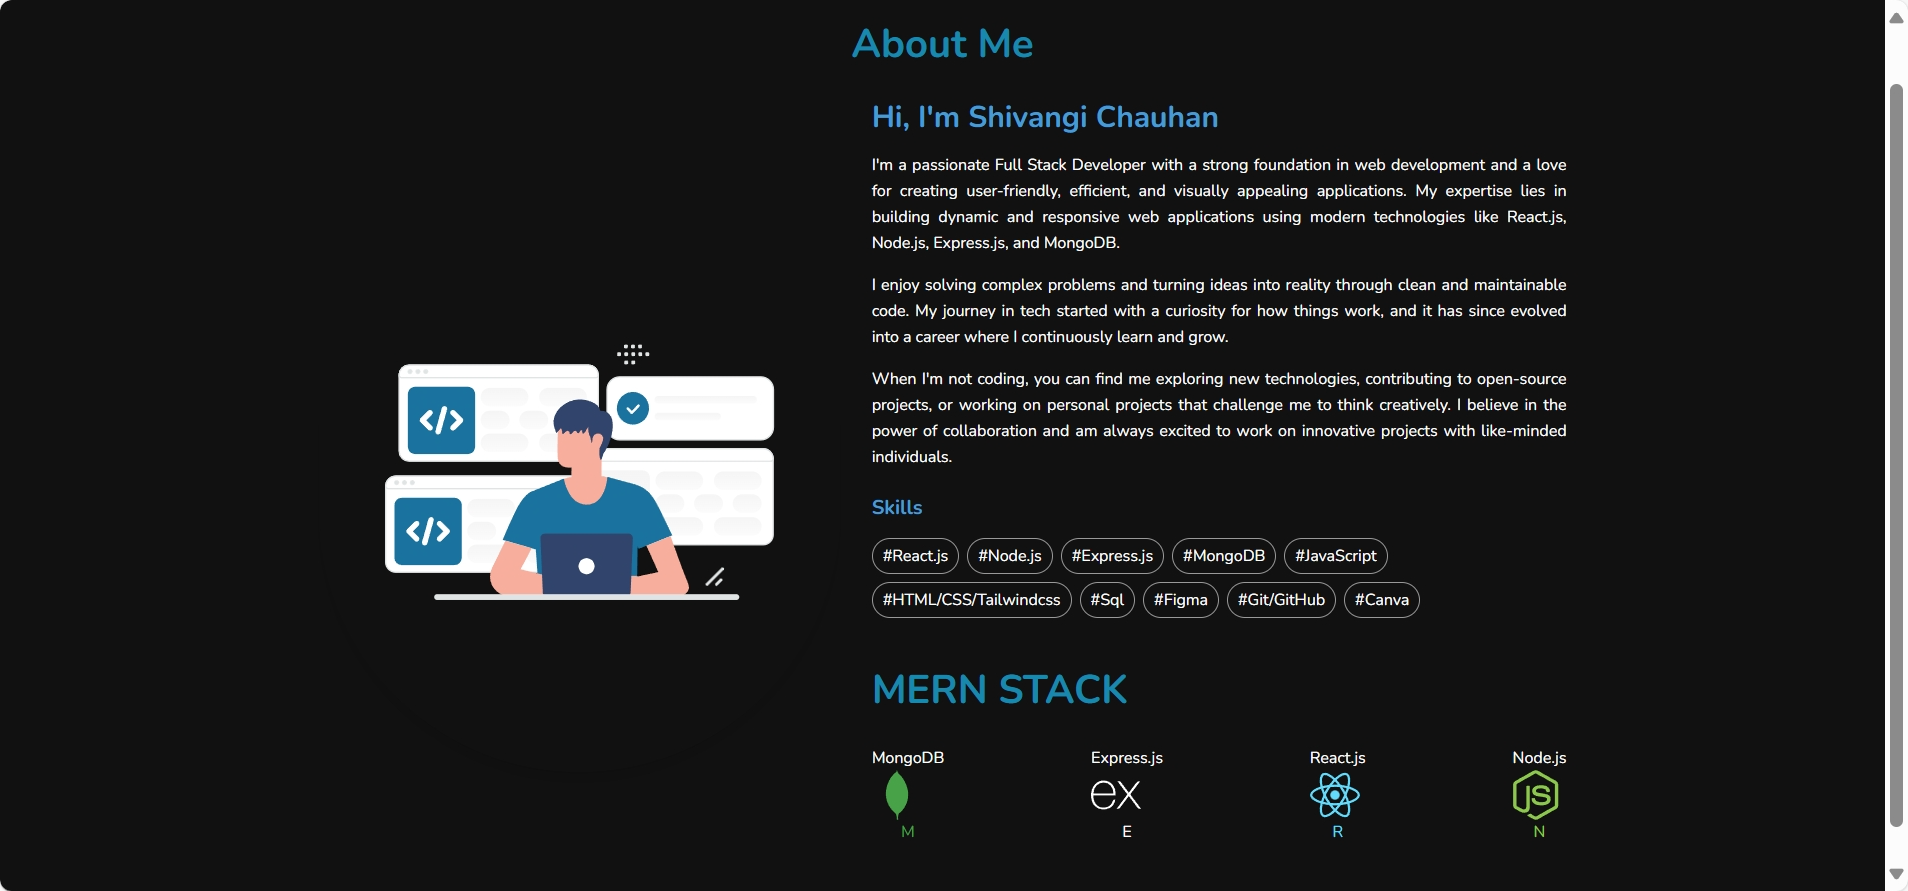 About Me
Hi, I'm Shivangi Chauhan
I'm a passionate Full Stack Developer with a strong foundation in web development and a love
for creating user-friendly, efficient, and visually appealing applications. My expertise lies in
building dynamic and responsive web applications using modern technologies like React.js,
Node.js, Express.js, and MongoDB.
I enjoy solving complex problems and turning ideas into reality through clean and maintainable
code. My journey in tech started with a curiosity for how things work, and it has since evolved
into a career where I continuously learn and grow.
When I'm not coding, you can find me exploring new technologies, contributing to open-source
projects, or working on personal projects that challenge me to think creatively. I believe in the
power of collaboration and am always excited to work on innovative projects with like-minded
individuals.
Skills
#React.js #Node.js #Express.js #MongoDB #JavaScript
#HTML/CSS/Tailwindcss #Sql #Figma #Git/GitHub #Canva
MERN STACK
MongoDB Express.js React.js Node.js
ex JS
M E R N